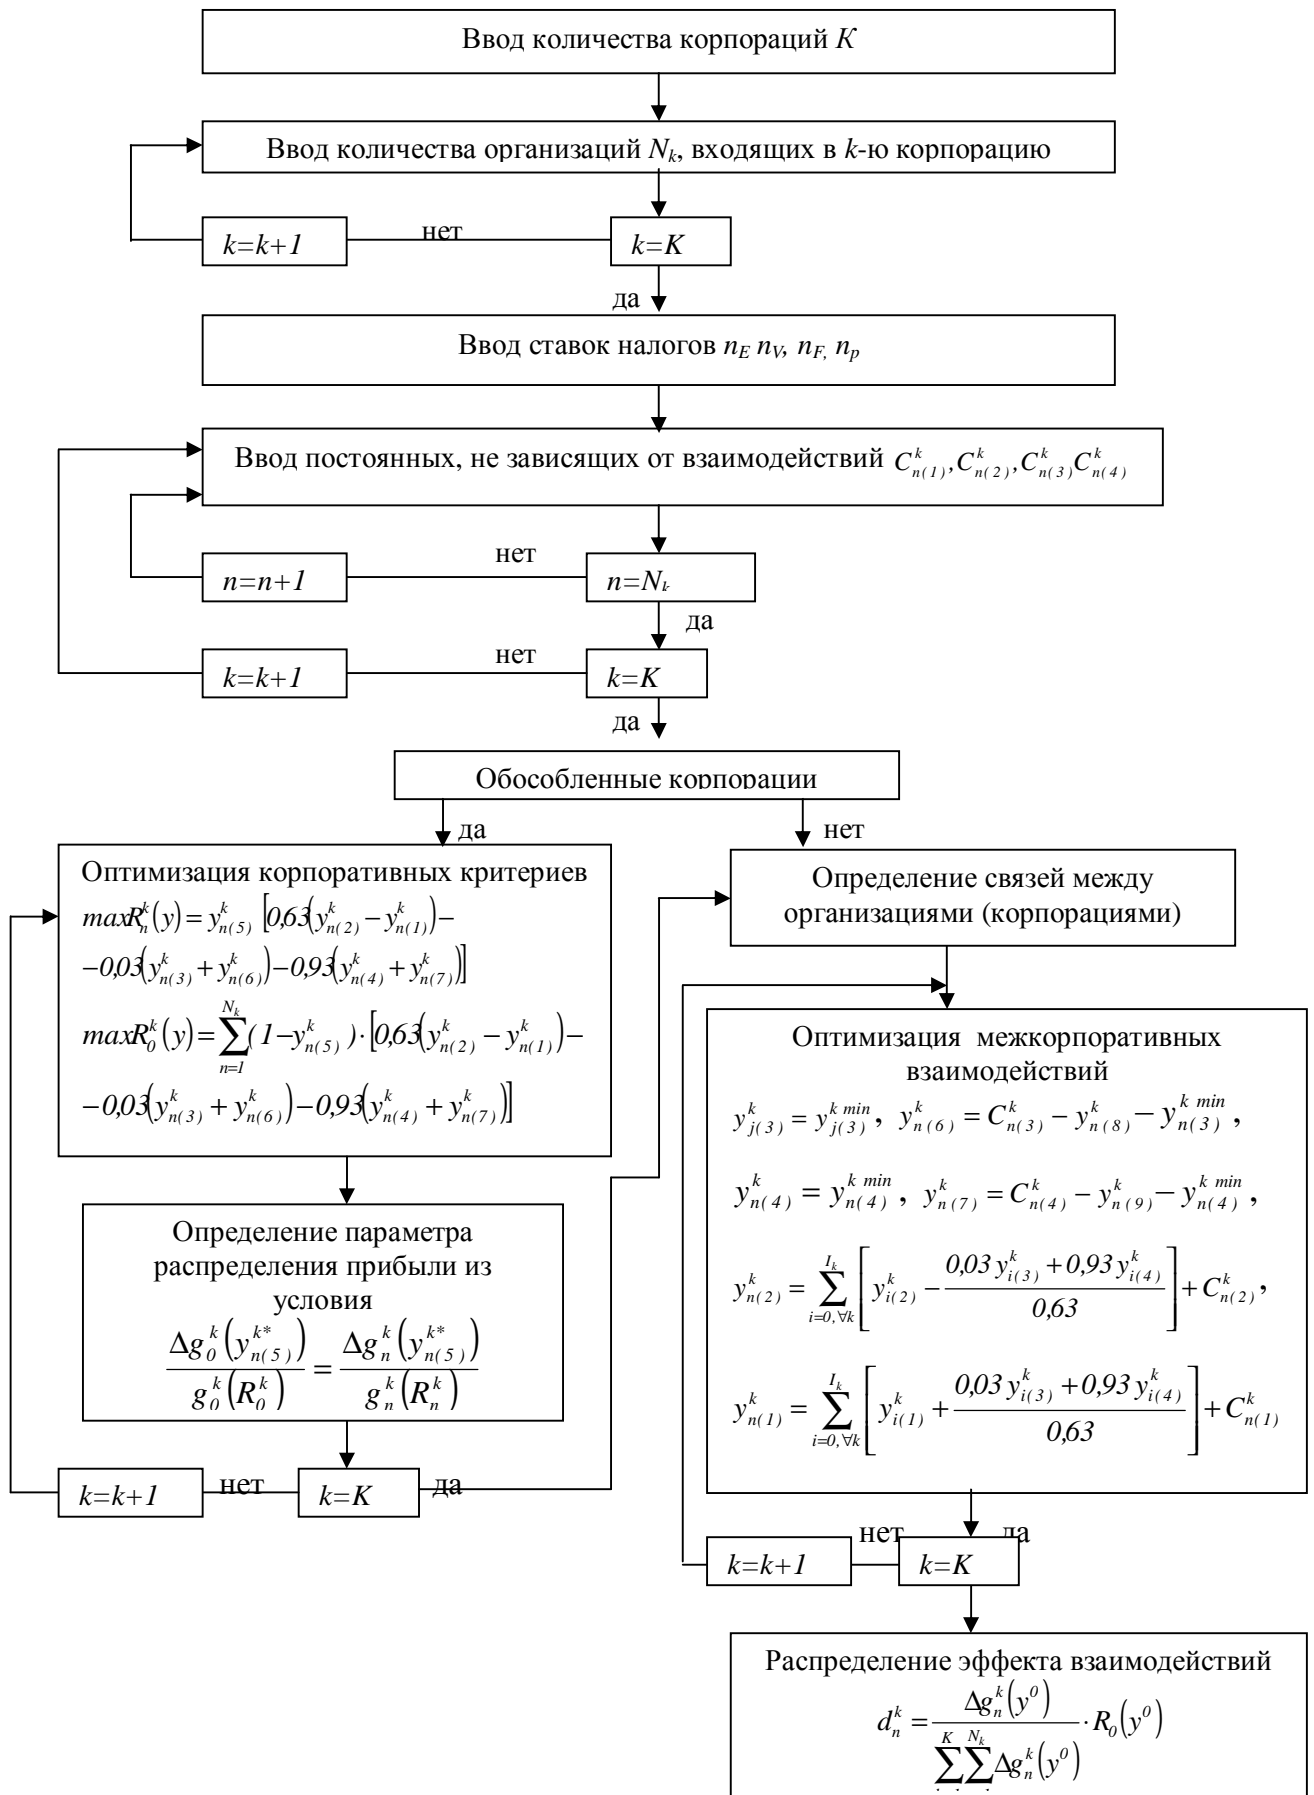 Ввод количества корпораций K
Ввод количества организаций N_k, входящих в k-ю корпорацию
k=k+1
нет
k=K
да
Ввод ставок налогов n_E n_V, n_F, n_p
Ввод постоянных, не зависящих от взаимодействий C^k_{n(1)}, C^k_{n(2)}, C^k_{n(3)} C^k_{n(4)}
n=n+1
нет
n=N_k
да
k=k+1
нет
k=K
да
Обособленные корпорации
да
нет
Оптимизация корпоративных критериев
maxR^k_n(y) = y^k_{n(5)} [0,63(y^k_{n(2)} − y^k_{n(1)}) −
−0,03(y^k_{n(3)} + y^k_{n(6)}) − 0,93(y^k_{n(4)} + y^k_{n(7)})]
maxR^k_0(y) = ∑_{n=1}^{N_k} (1 − y^k_{n(5)}) · [0,63(y^k_{n(2)} − y^k_{n(1)}) −
−0,03(y^k_{n(3)} + y^k_{n(6)}) − 0,93(y^k_{n(4)} + y^k_{n(7)})]
Определение параметра
распределения прибыли из
условия
Δg^k_0(y^{k*}_{n(5)}) / g^k_0(R^k_0) = Δg^k_n(y^{k*}_{n(5)}) / g^k_n(R^k_n)
k=k+1
нет
k=K
да
Определение связей между
организациями (корпорациями)
Оптимизация межкорпоративных
взаимодействий
y^k_{j(3)} = y^{k min}_{j(3)}, y^k_{n(6)} = C^k_{n(3)} − y^k_{n(8)} − y^{k min}_{n(3)},
y^k_{n(4)} = y^{k min}_{n(4)}, y^k_{n(7)} = C^k_{n(4)} − y^k_{n(9)} − y^{k min}_{n(4)},
y^k_{n(2)} = ∑_{i=0,∀k}^{I_k} [y^k_{i(2)} − (0,03 y^k_{i(3)} + 0,93 y^k_{i(4)}) / 0,63] + C^k_{n(2)},
y^k_{n(1)} = ∑_{i=0,∀k}^{I_k} [y^k_{i(1)} + (0,03 y^k_{i(3)} + 0,93 y^k_{i(4)}) / 0,63] + C^k_{n(1)}
k=k+1
нет
k=K
да
Распределение эффекта взаимодействий
d^k_n = Δg^k_n(y^0) / ∑^K ∑^{N_k} Δg^k_n(y^0) · R_0(y^0)